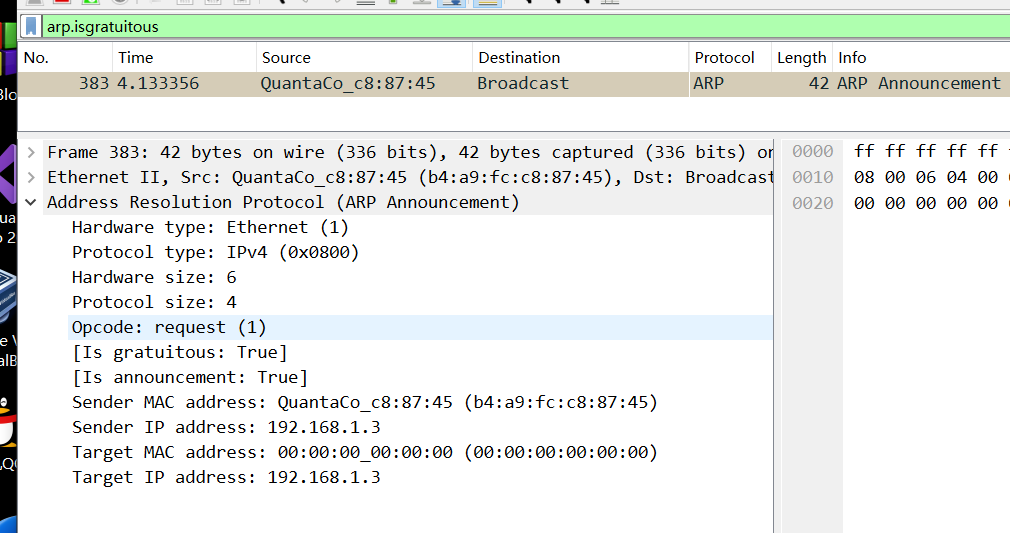 arp.isgratuitous
No. Time Source Destination Protocol Length Info
383 4.133356 QuantaCo_c8:87:45 Broadcast ARP 42 ARP Announcement
Frame 383: 42 bytes on wire (336 bits), 42 bytes captured (336 bits) on
Ethernet II, Src: QuantaCo_c8:87:45 (b4:a9:fc:c8:87:45), Dst: Broadcast
Address Resolution Protocol (ARP Announcement)
Hardware type: Ethernet (1)
Protocol type: IPv4 (0x0800)
Hardware size: 6
Protocol size: 4
Opcode: request (1)
[Is gratuitous: True]
[Is announcement: True]
Sender MAC address: QuantaCo_c8:87:45 (b4:a9:fc:c8:87:45)
Sender IP address: 192.168.1.3
Target MAC address: 00:00:00_00:00:00 (00:00:00:00:00:00)
Target IP address: 192.168.1.3
0000 ff ff ff ff ff
0010 08 00 06 04 00
0020 00 00 00 00 00